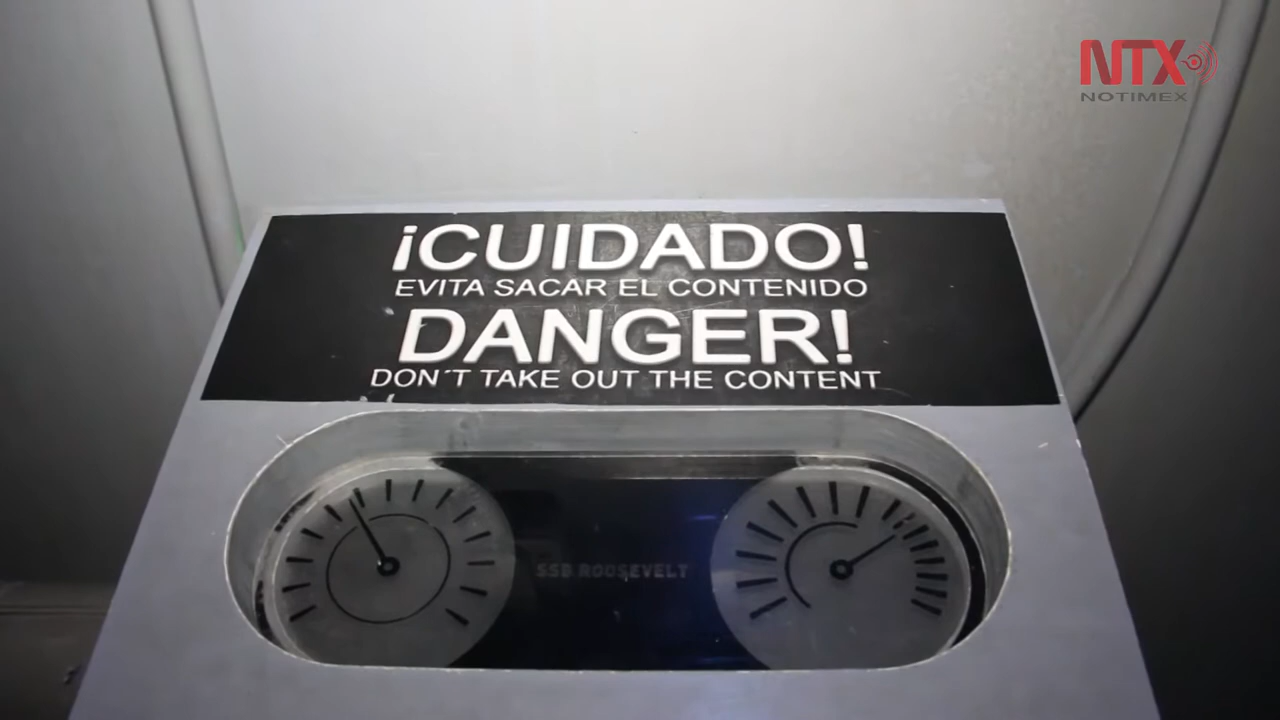 NTX
NOTIMEX
¡CUIDADO!
EVITA SACAR EL CONTENIDO
DANGER!
DON´T TAKE OUT THE CONTENT
SSB ROOSEVELT